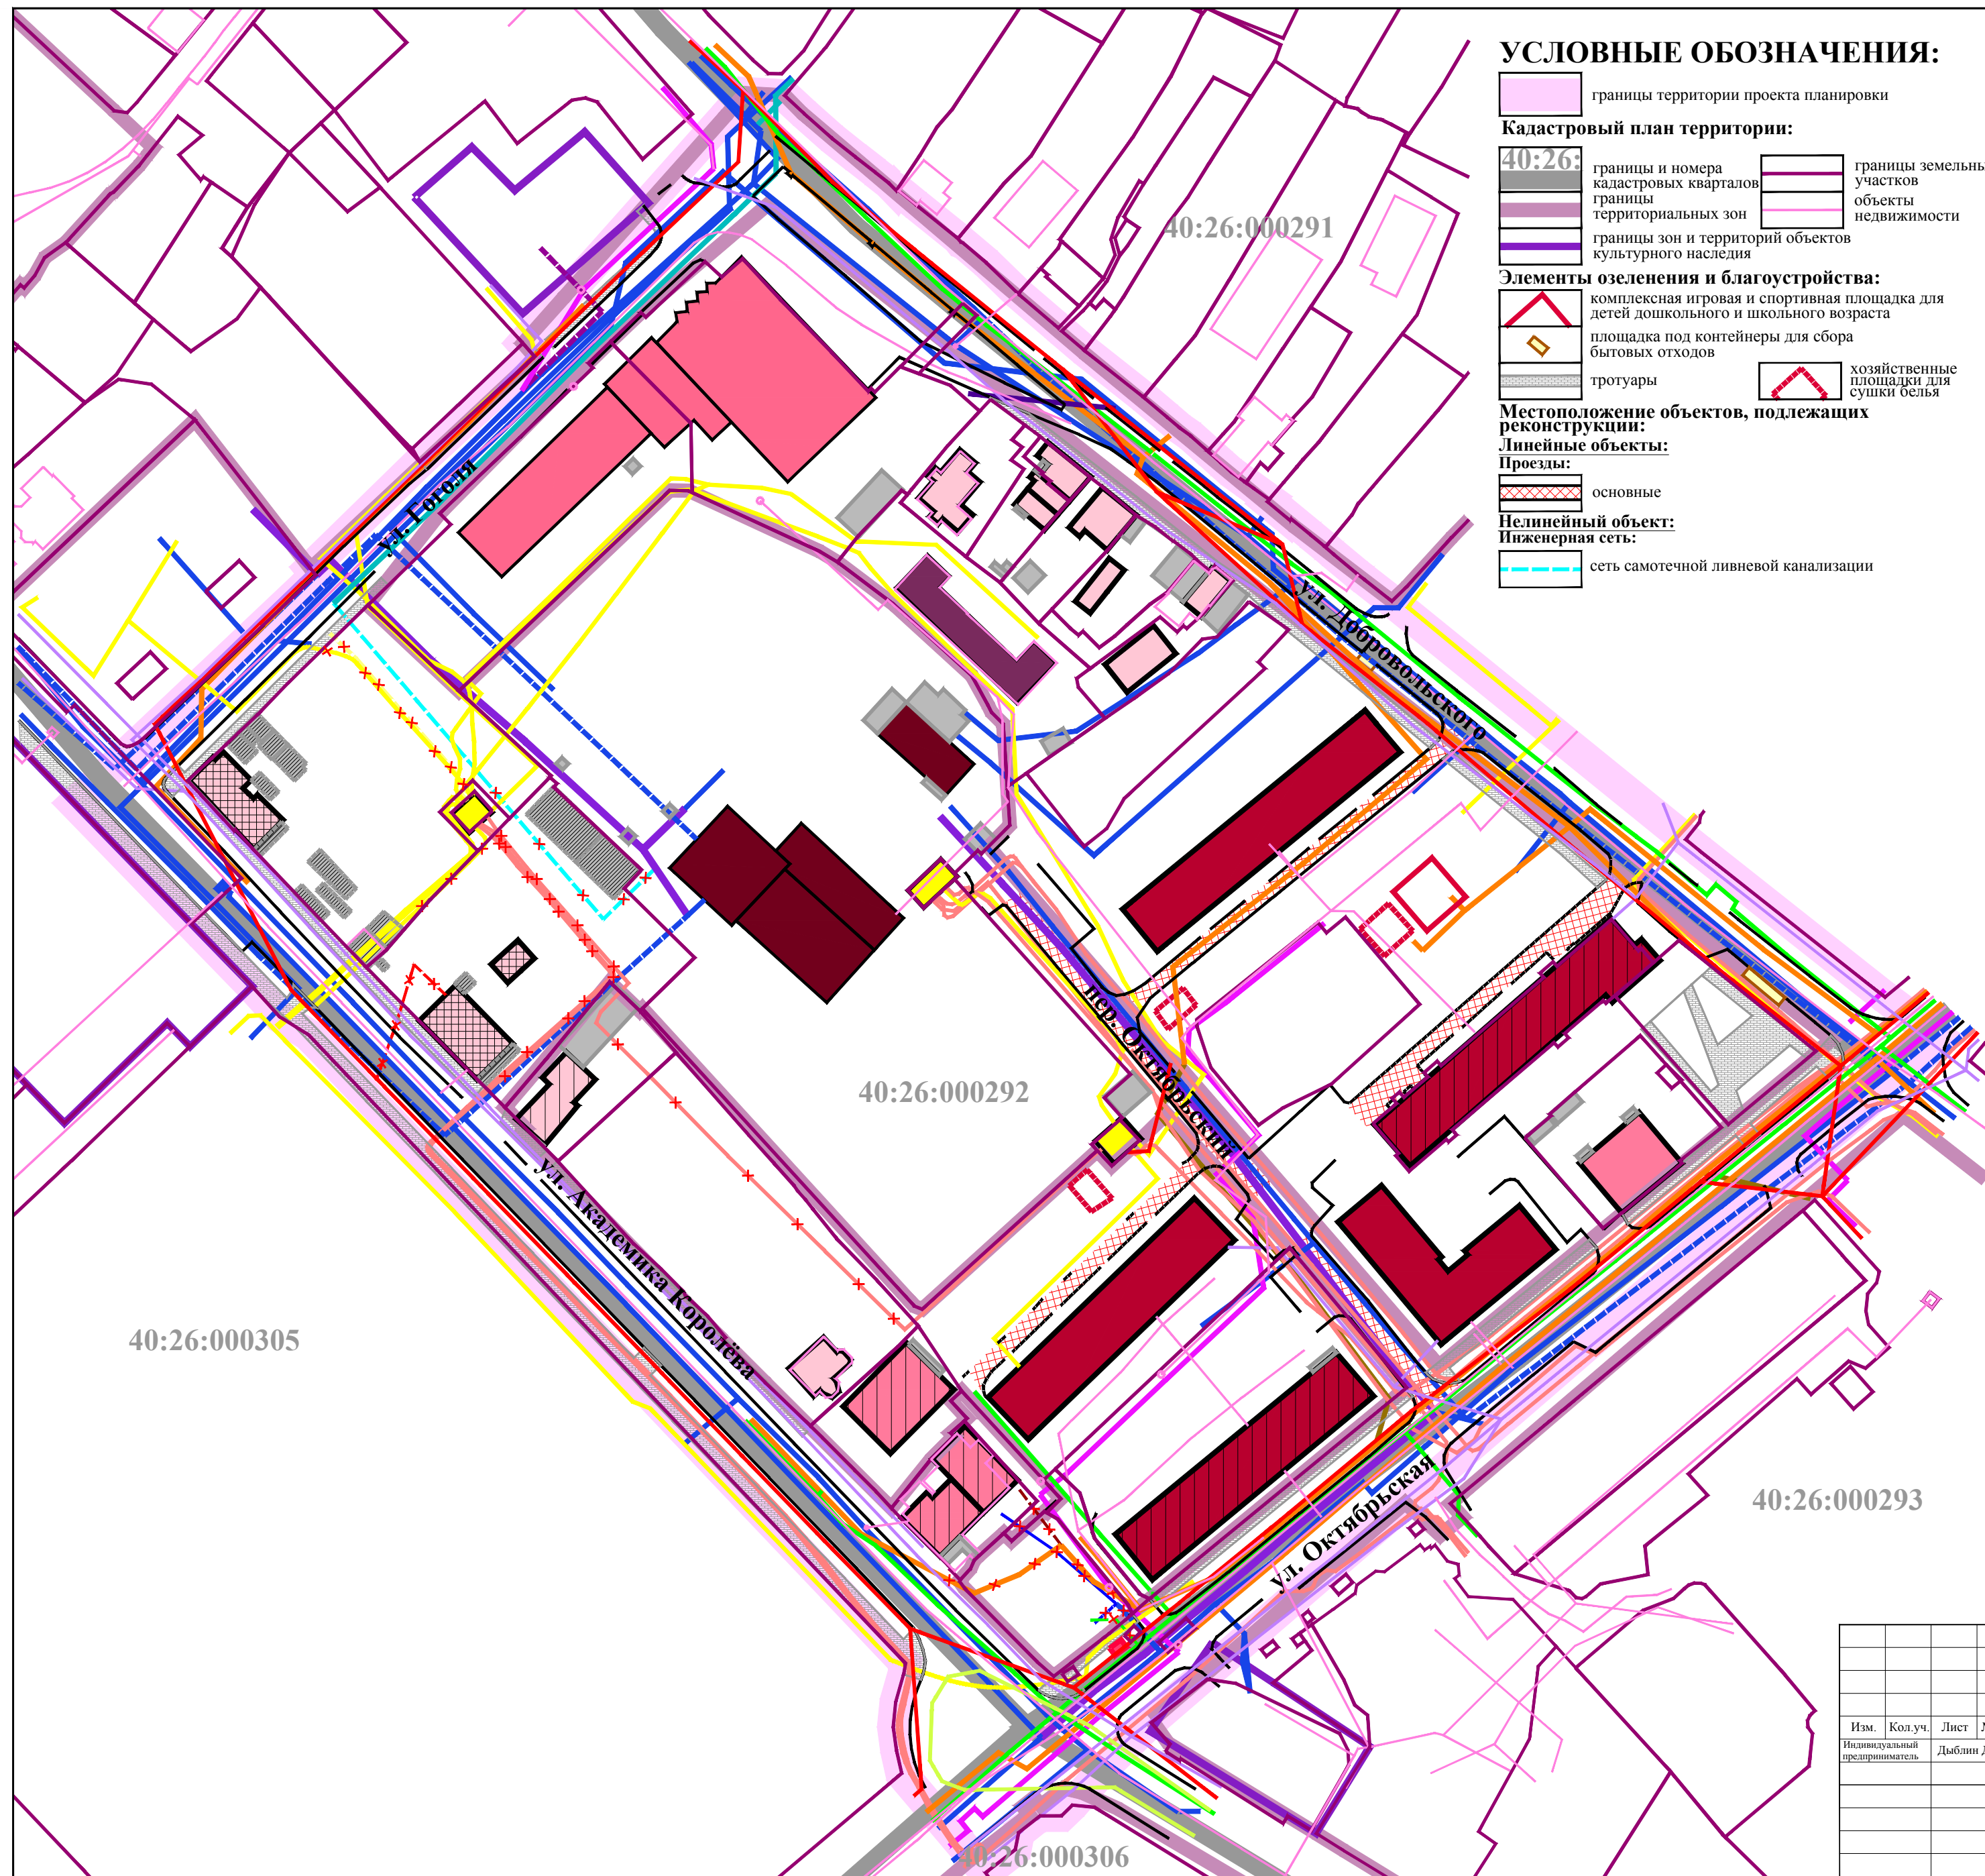 УСЛОВНЫЕ ОБОЗНАЧЕНИЯ:
границы территории проекта планировки
Кадастровый план территории:
40:26:
границы и номера
кадастровых кварталов
границы земельны
участков
границы
территориальных зон
объекты
недвижимости
границы зон и территорий объектов
культурного наследия
Элементы озеленения и благоустройства:
комплексная игровая и спортивная площадка для
детей дошкольного и школьного возраста
площадка под контейнеры для сбора
бытовых отходов
тротуары
хозяйственные
площадки для
сушки белья
Местоположение объектов, подлежащих
реконструкции:
Линейные объекты:
Проезды:
основные
Нелинейный объект:
Инженерная сеть:
сеть самотечной ливневой канализации
40:26:000291
ул. Гоголя
ул. Добровольского
пер. Октябрьский
40:26:000292
ул. Академика Королёва
40:26:000305
ул. Октябрьская
40:26:000293
40:26:000306
Изм. Кол.уч. Лист
Индивидуальный
предприниматель
Дыблин Д